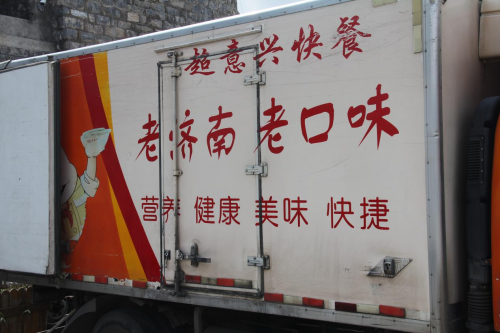 超意兴快餐
老济南 老口味
营养 健康 美味 快捷